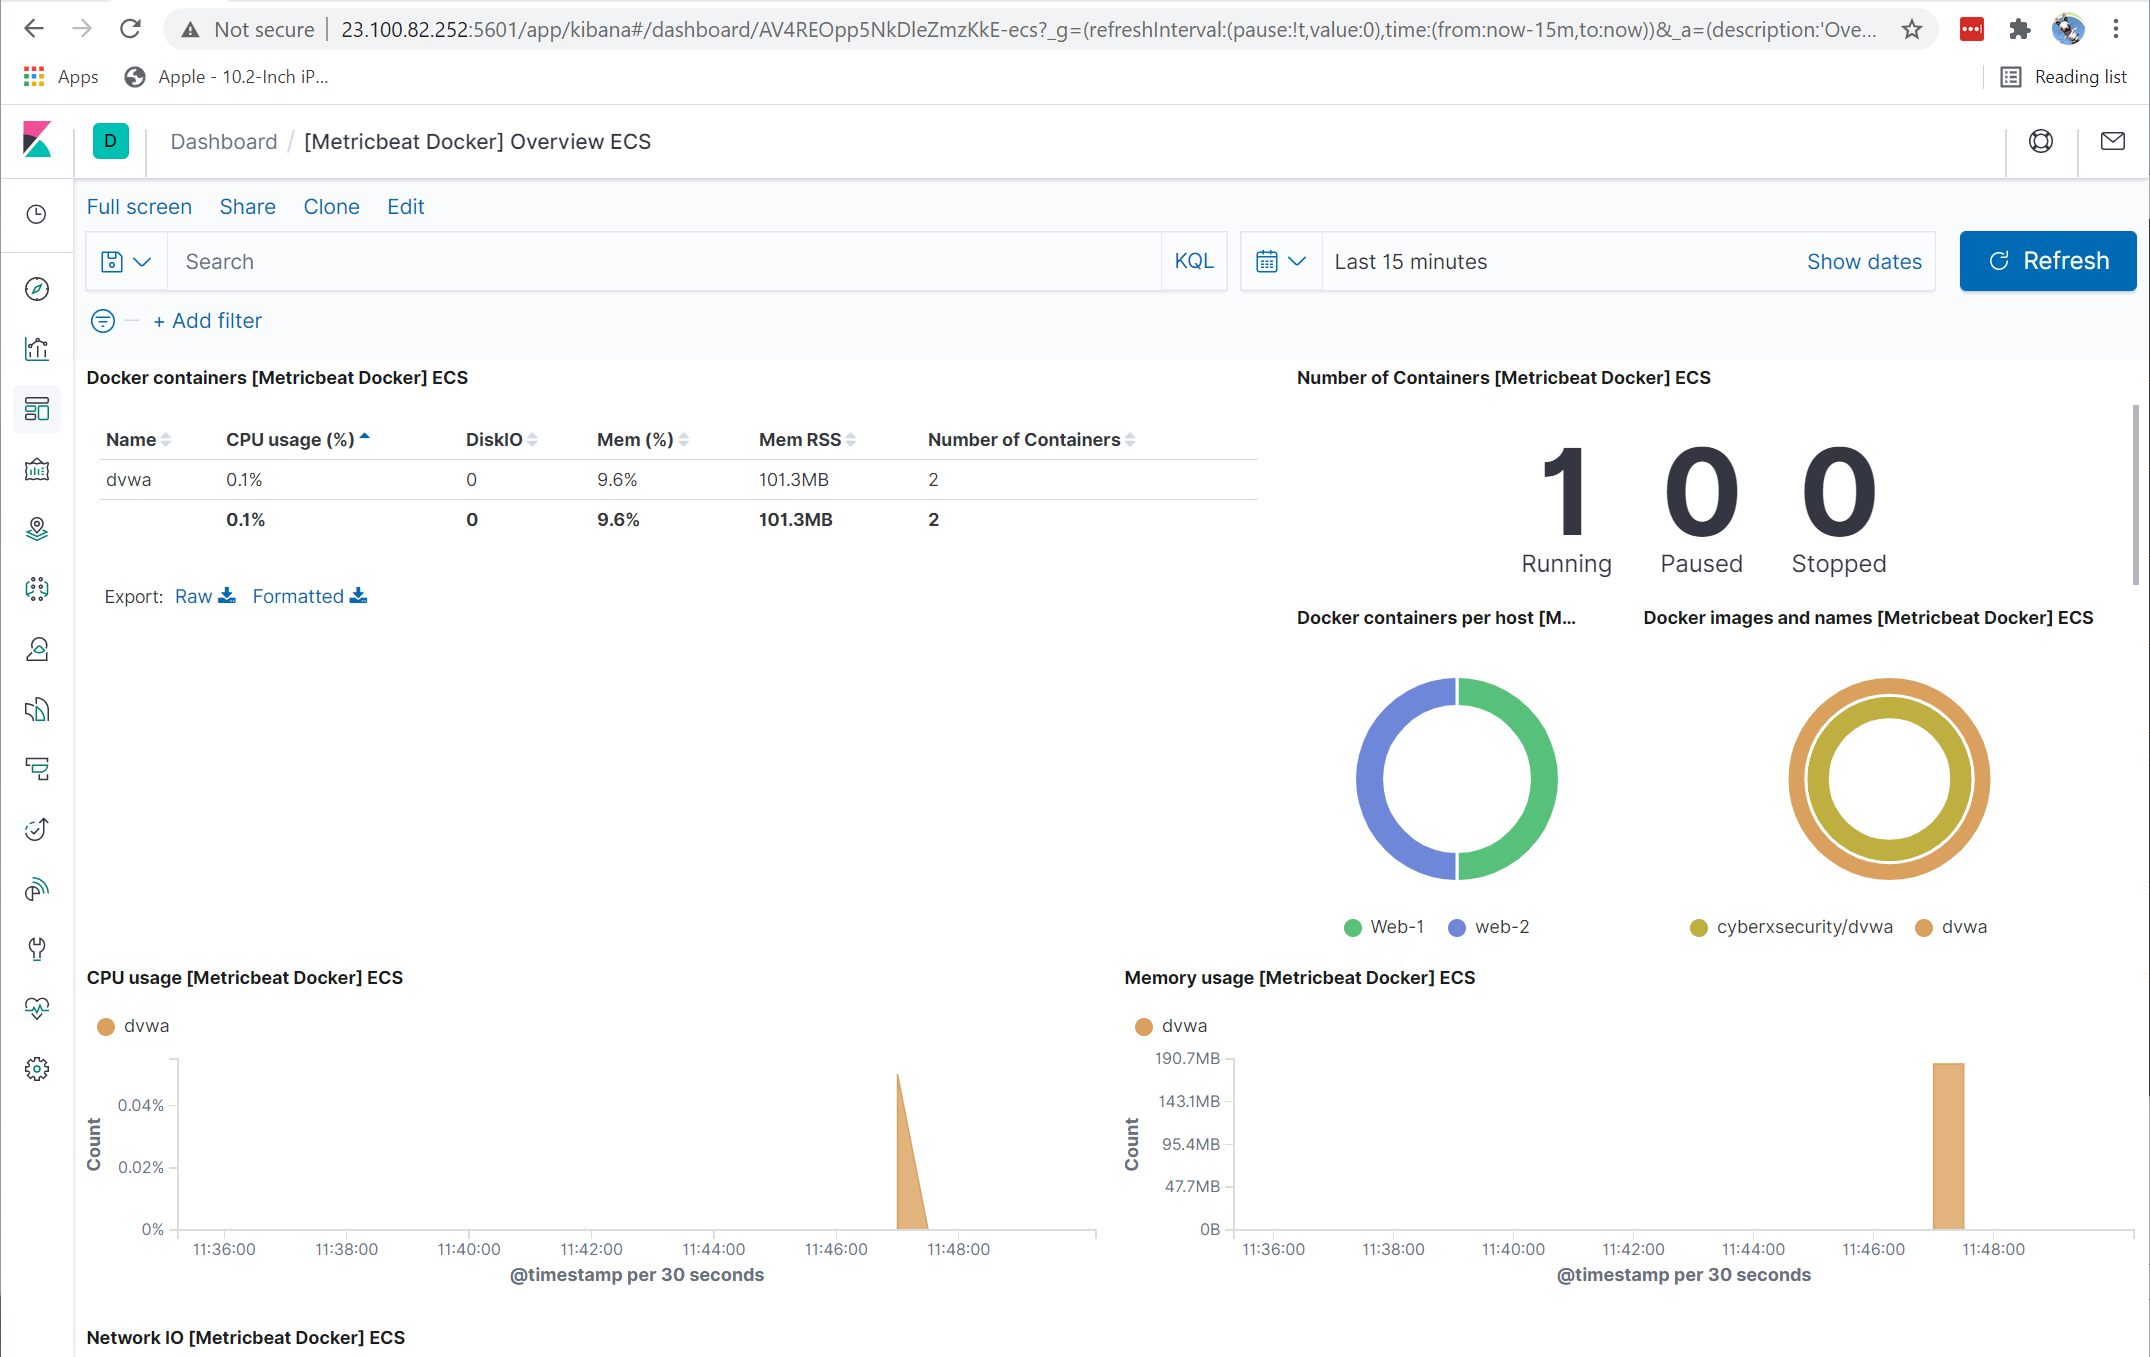 Not secure 23.100.82.252:5601/app/kibana#/dashboard/AV4REOpp5NkDleZmzKkE-ecs?_g=(refreshInterval:(pause:!t,value:0),time:(from:now-15m,to:now))&_a=(description:'Ove...
Apps Apple - 10.2-Inch iP... Reading list
D Dashboard / [Metricbeat Docker] Overview ECS
Full screen Share Clone Edit
Search KQL Last 15 minutes Show dates Refresh
+ Add filter
Docker containers [Metricbeat Docker] ECS
Name CPU usage (%) DiskIO Mem (%) Mem RSS Number of Containers
dvwa 0.1% 0 9.6% 101.3MB 2
0.1% 0 9.6% 101.3MB 2
Export: Raw Formatted
Number of Containers [Metricbeat Docker] ECS
1 0 0
Running Paused Stopped
Docker containers per host [M...
Web-1 web-2
Docker images and names [Metricbeat Docker] ECS
cyberxsecurity/dvwa dvwa
CPU usage [Metricbeat Docker] ECS
dvwa
0.04%
0.02%
0%
Count
11:36:00 11:38:00 11:40:00 11:42:00 11:44:00 11:46:00 11:48:00
@timestamp per 30 seconds
Memory usage [Metricbeat Docker] ECS
dvwa
190.7MB
143.1MB
95.4MB
47.7MB
0B
Count
11:36:00 11:38:00 11:40:00 11:42:00 11:44:00 11:46:00 11:48:00
@timestamp per 30 seconds
Network IO [Metricbeat Docker] ECS